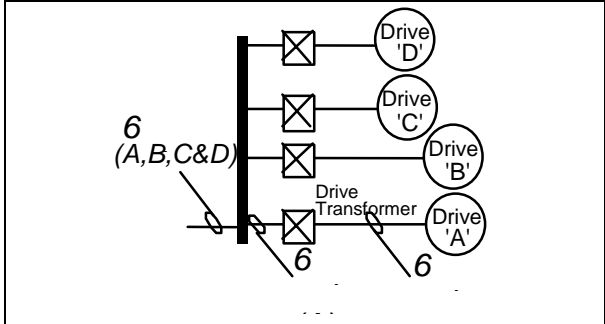 Drive
'D'
Drive
'C'
6
(A,B,C&D)
Drive
'B'
Drive
Transformer
Drive
'A'
6
6